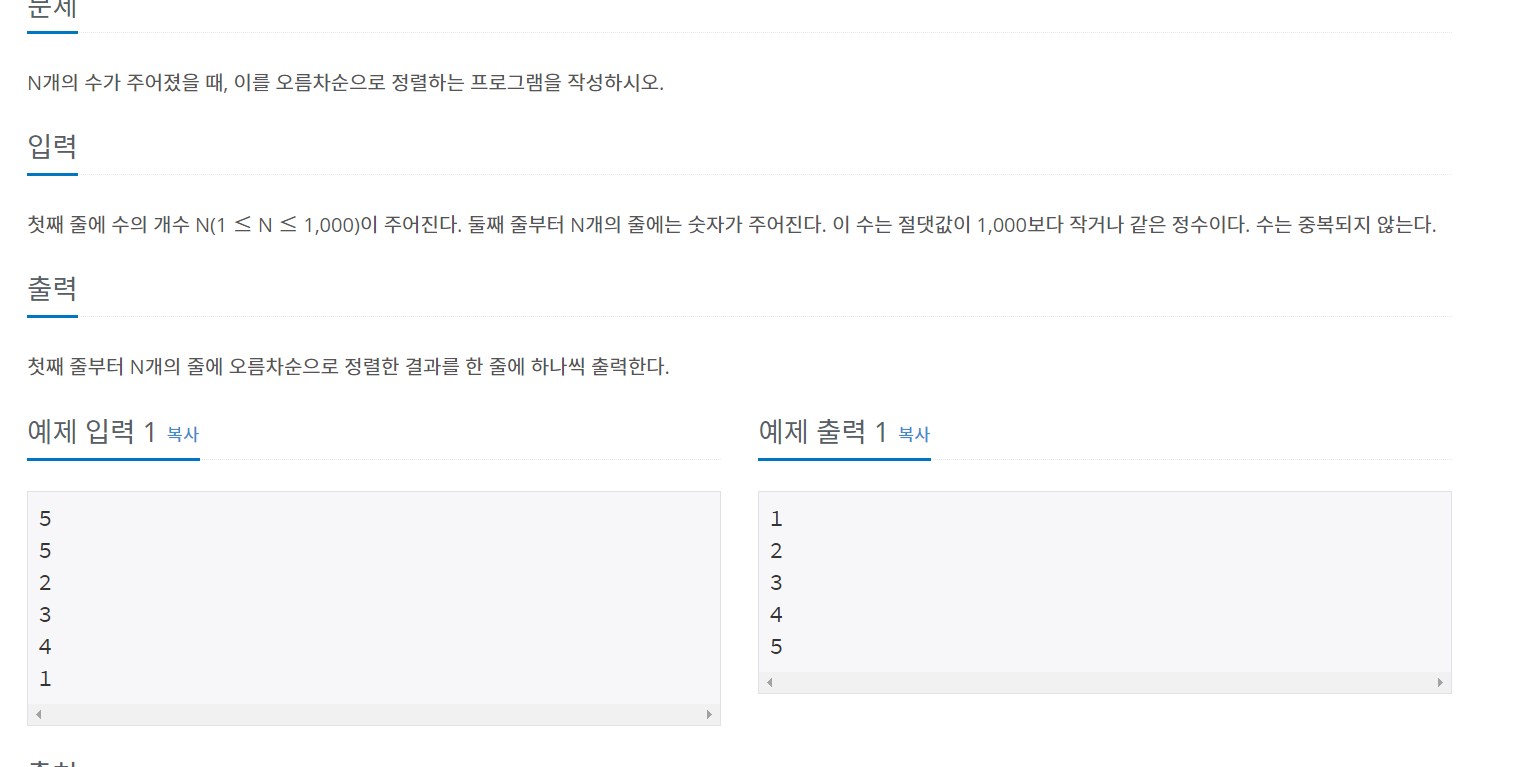 문제
N개의 수가 주어졌을 때, 이를 오름차순으로 정렬하는 프로그램을 작성하시오.
입력
첫째 줄에 수의 개수 N(1 ≤ N ≤ 1,000)이 주어진다. 둘째 줄부터 N개의 줄에는 숫자가 주어진다. 이 수는 절댓값이 1,000보다 작거나 같은 정수이다. 수는 중복되지 않는다.
출력
첫째 줄부터 N개의 줄에 오름차순으로 정렬한 결과를 한 줄에 하나씩 출력한다.
예제 입력 1 복사
5
5
2
3
4
1
예제 출력 1 복사
1
2
3
4
5